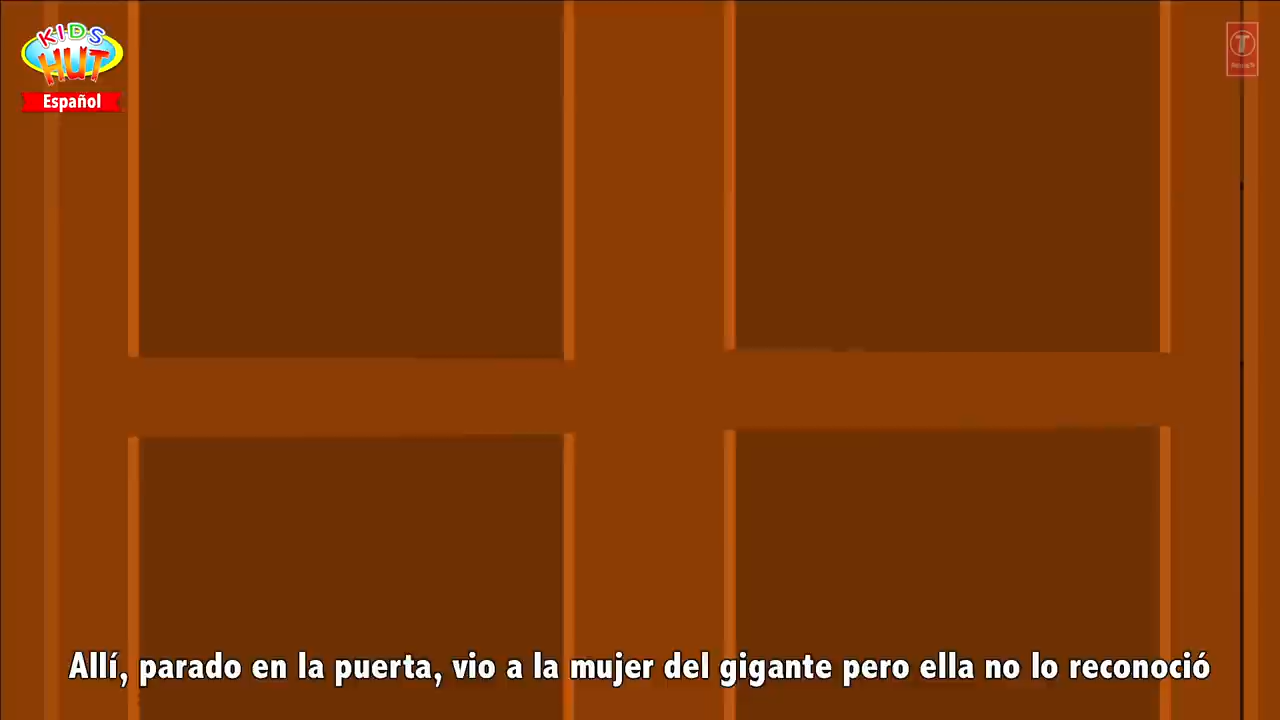 KIDS
HUT
Español
T
Allí, parado en la puerta, vio a la mujer del gigante pero ella no lo reconoció